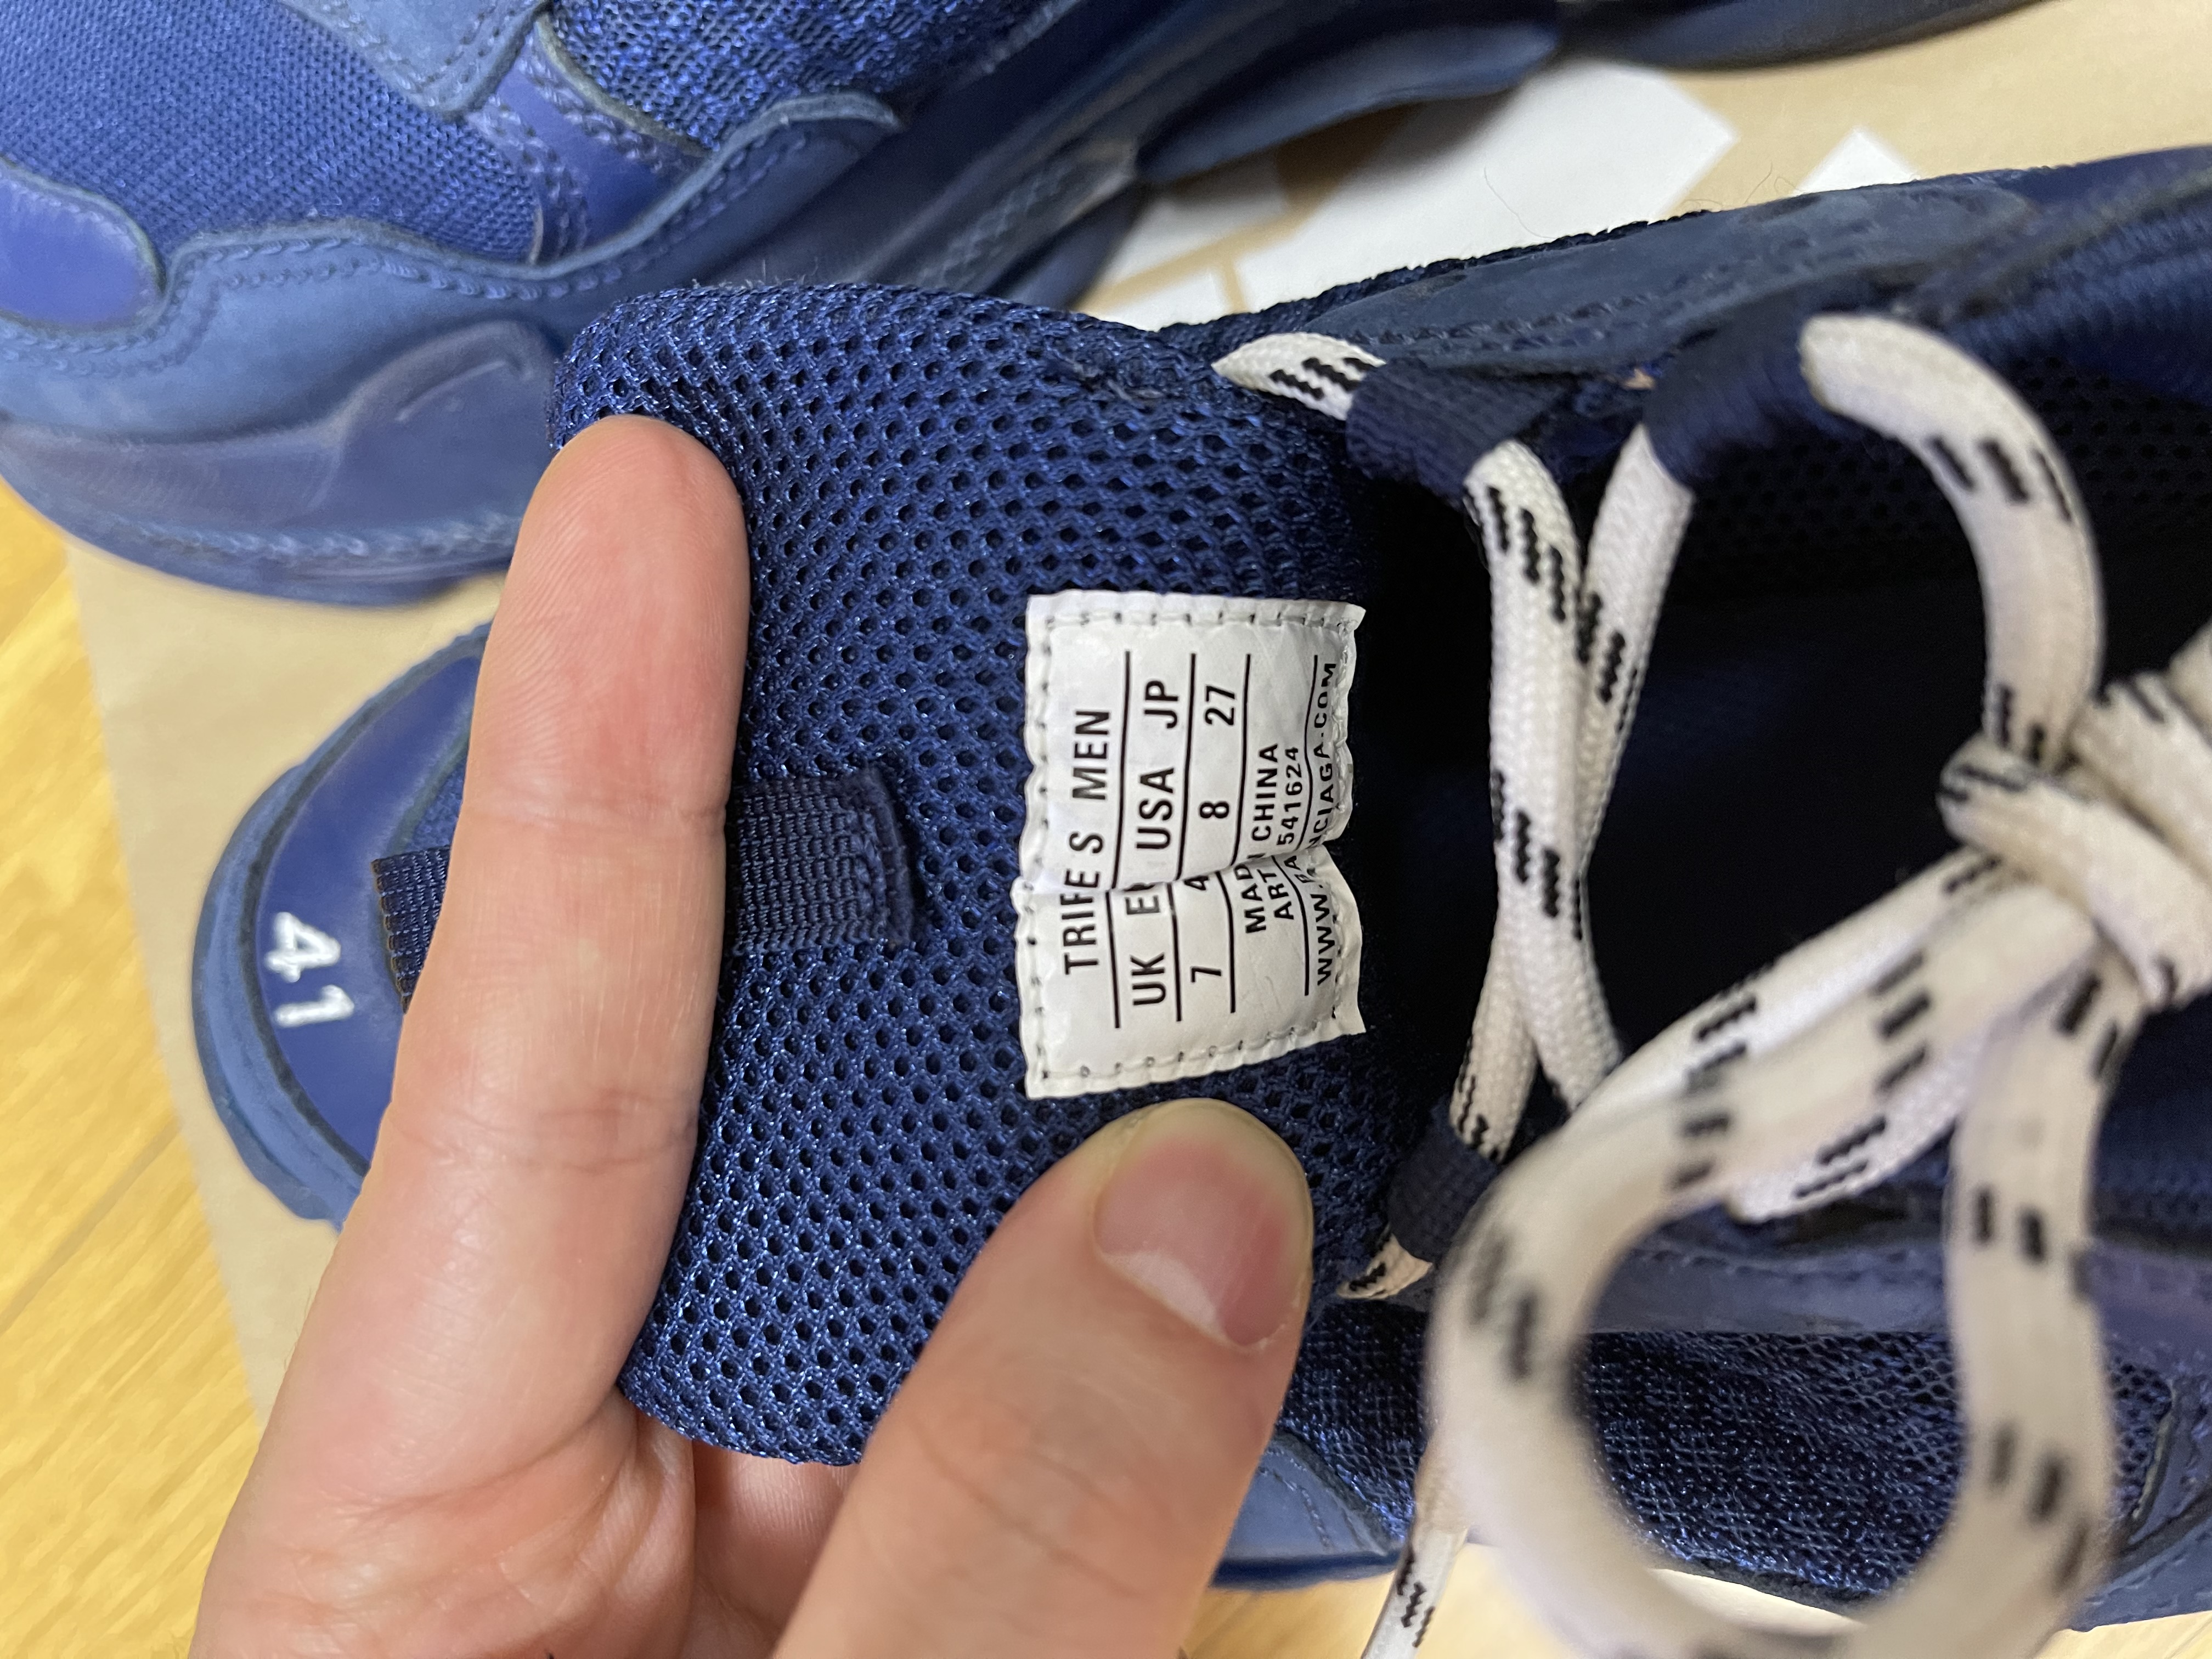 TRIPLE S MEN
UK EU USA JP
7 41 8 27
MADE IN CHINA
ART 541624
WWW.BALENCIAGA.COM
41